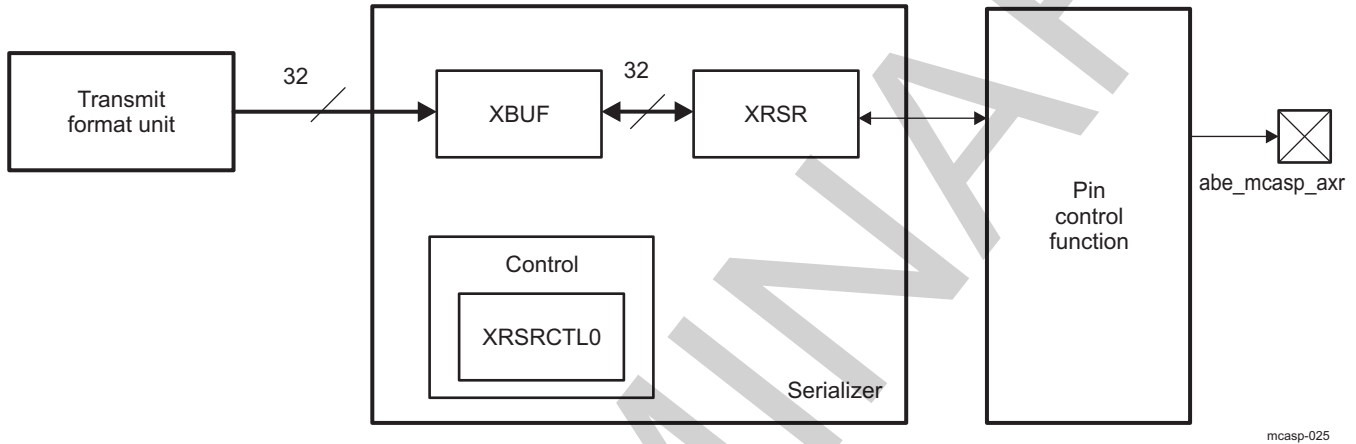 Transmit
format unit
32
XBUF
32
XRSR
Control
XRSRCTL0
Serializer
Pin
control
function
abe_mcasp_axr
mcasp-025